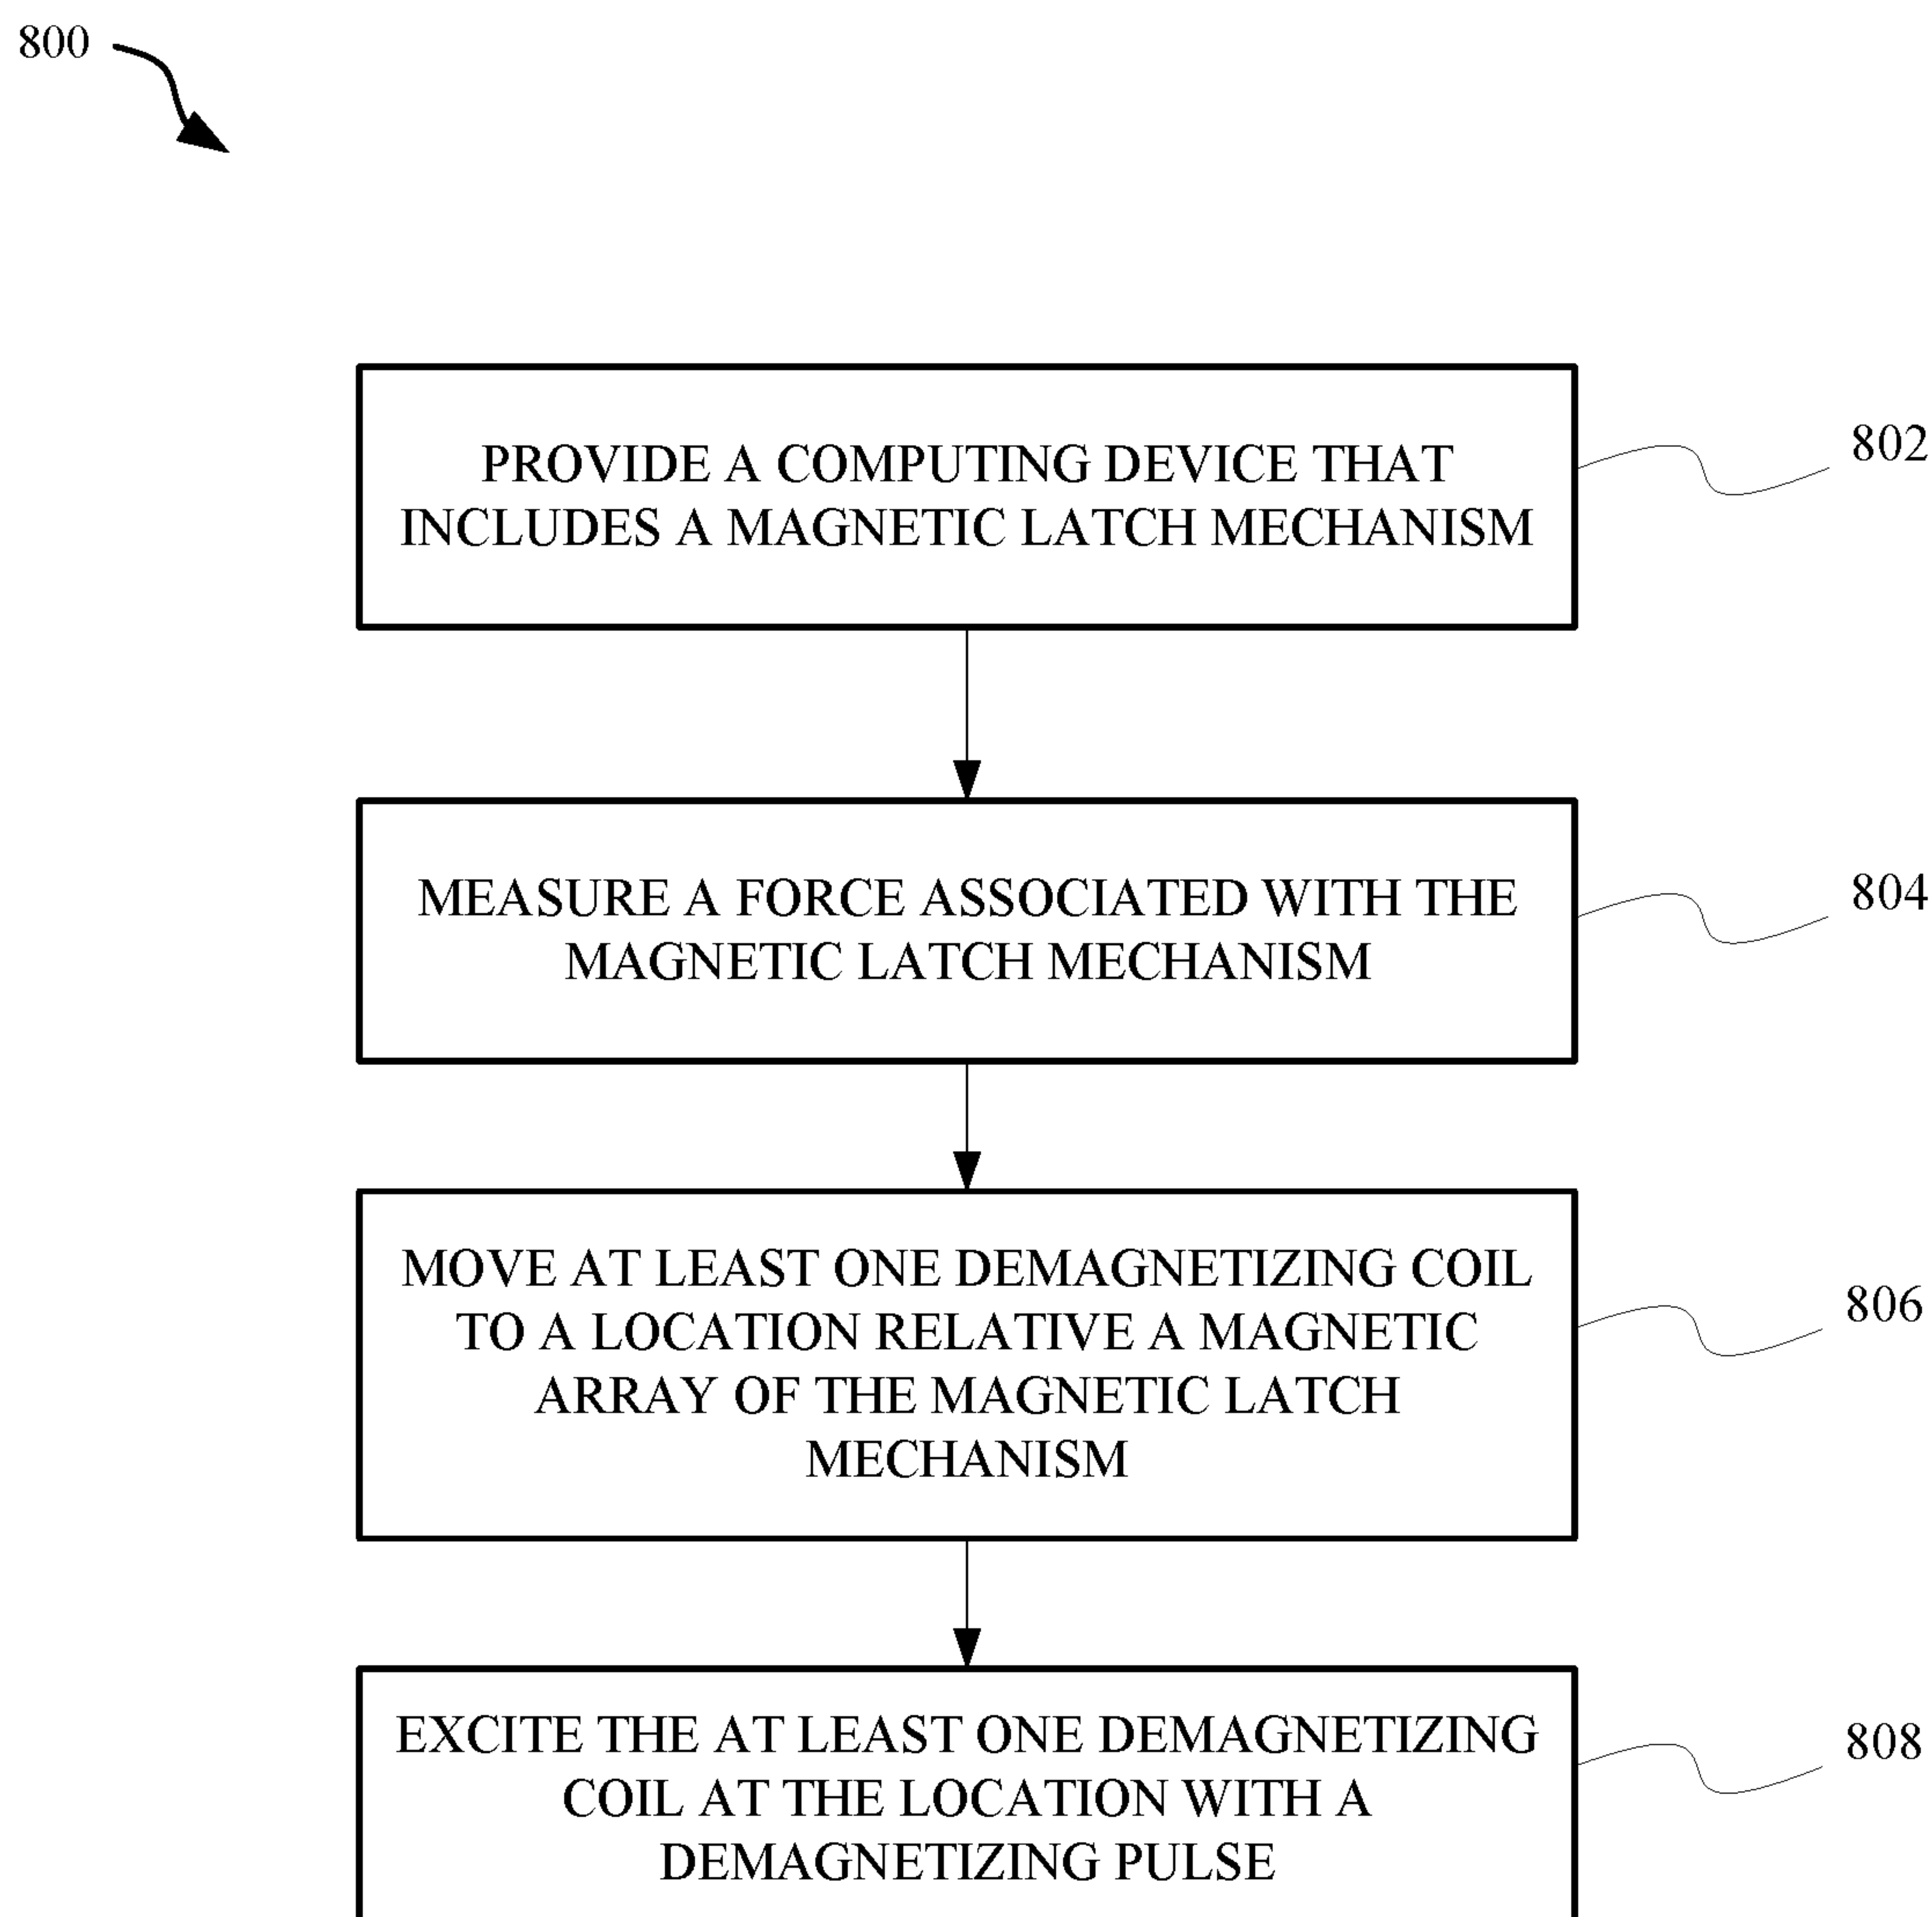 800
PROVIDE A COMPUTING DEVICE THAT
INCLUDES A MAGNETIC LATCH MECHANISM
802
MEASURE A FORCE ASSOCIATED WITH THE
MAGNETIC LATCH MECHANISM
804
MOVE AT LEAST ONE DEMAGNETIZING COIL
TO A LOCATION RELATIVE A MAGNETIC
ARRAY OF THE MAGNETIC LATCH
MECHANISM
806
EXCITE THE AT LEAST ONE DEMAGNETIZING
COIL AT THE LOCATION WITH A
DEMAGNETIZING PULSE
808